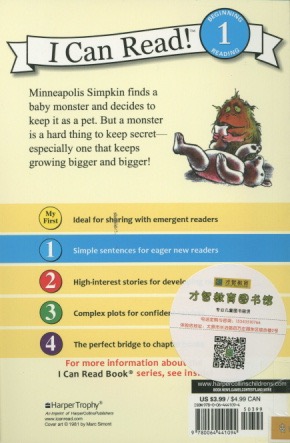 I Can Read!™
BEGINNING
1
READING
Minneapolis Simpkin finds a
baby monster and decides to
keep it as a pet. But a monster
is a hard thing to keep secret—
especially one that keeps
growing bigger and bigger!
My First
Ideal for sharing with emergent readers
1
Simple sentences for eager new readers
2
High-interest stories for develo
3
Complex plots for confide
4
The perfect bridge to chapt
For more information about
I Can Read Book® series, see ins
才智教育图书馆
HarperTrophy®
An imprint of HarperCollinsPublishers
www.icanread.com
Cover art © 1981 by Marc Simont
www.harpercollinschildrens.com
US $3.99 / $4.99 CAN
50399
9 780064 441094